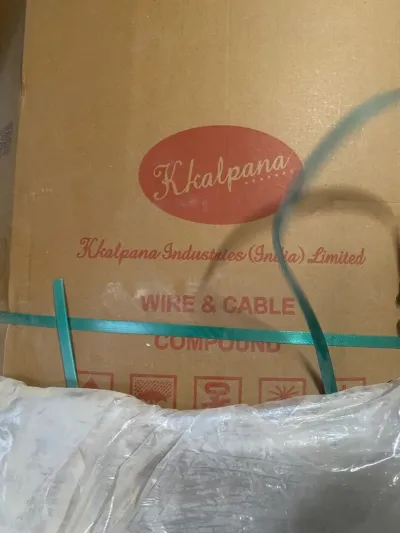 Kkalpana
Kkalpana Industries (India) Limited
WIRE & CABLE
COMPOUND